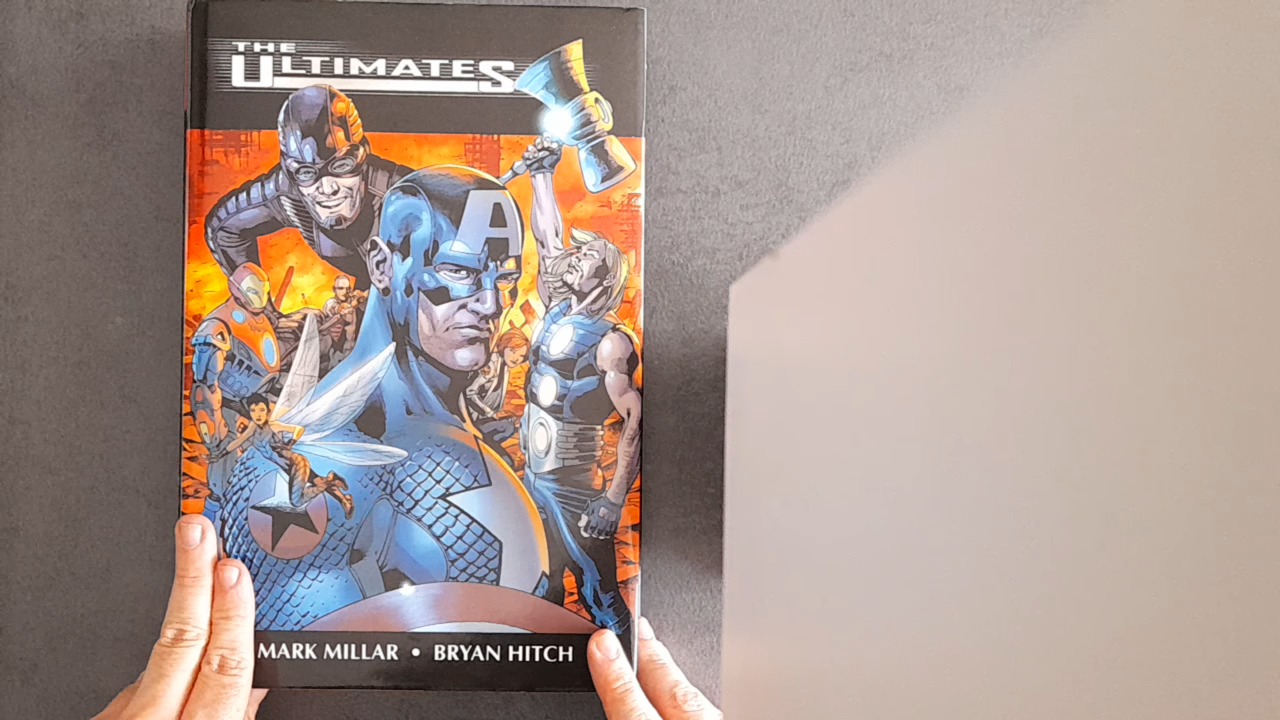 THE
ULTIMATES
A
MARK MILLAR • BRYAN HITCH